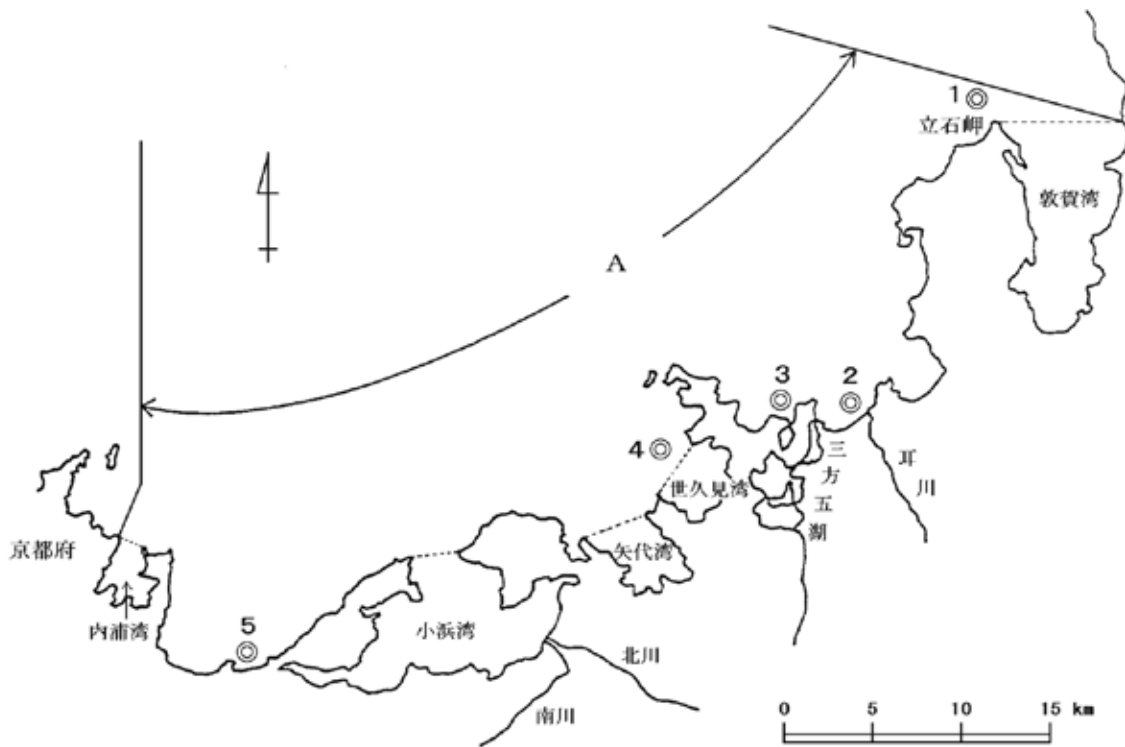 1
立石岬
敦賀湾
A
3
2
4
世久見湾
三方五湖
耳川
京都府
矢代湾
内浦湾
5
小浜湾
北川
南川
0 5 10 15 km